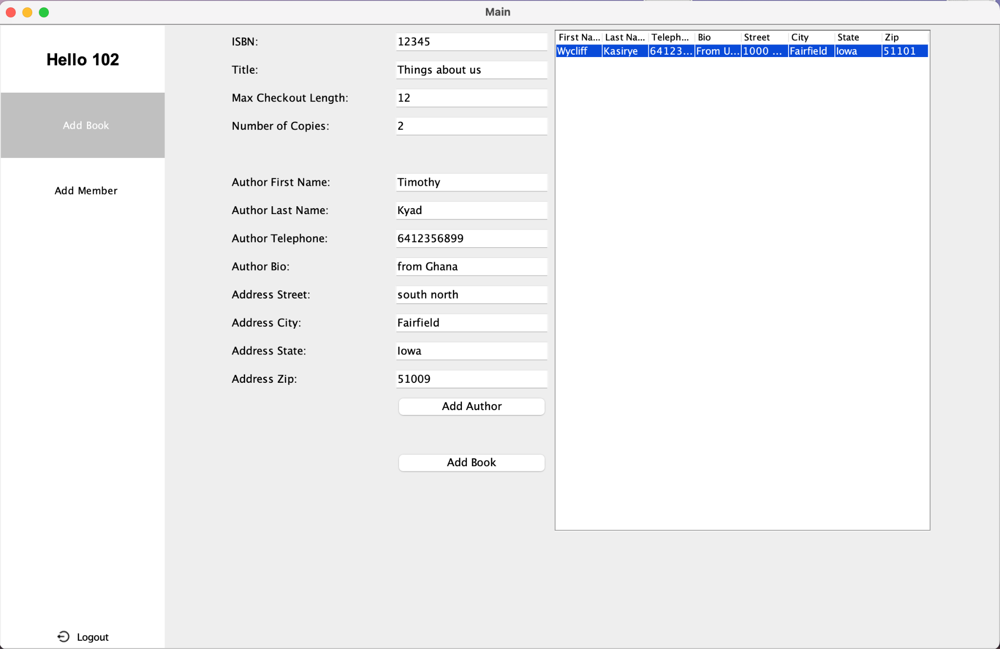 Main
Hello 102
Add Book
Add Member
Logout
ISBN: 12345
Title: Things about us
Max Checkout Length: 12
Number of Copies: 2
Author First Name: Timothy
Author Last Name: Kyad
Author Telephone: 6412356899
Author Bio: from Ghana
Address Street: south north
Address City: Fairfield
Address State: Iowa
Address Zip: 51009
Add Author
Add Book
First Na... Last Na... Teleph... Bio Street City State Zip
Wycliff Kasirye 64123... From U... 1000 ... Fairfield Iowa 51101